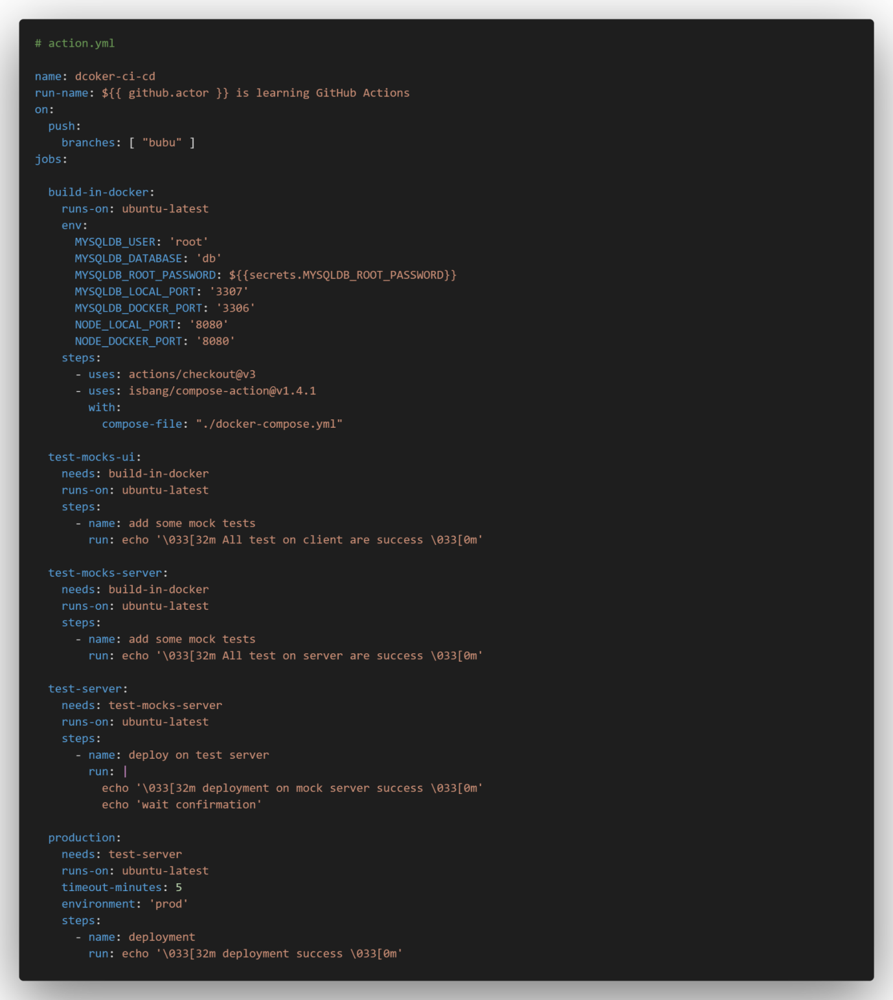 # action.yml

name: dcoker-ci-cd
run-name: ${{ github.actor }} is learning GitHub Actions
on:
  push:
    branches: [ "bubu" ]
jobs:

  build-in-docker:
    runs-on: ubuntu-latest
    env:
      MYSQLDB_USER: 'root'
      MYSQLDB_DATABASE: 'db'
      MYSQLDB_ROOT_PASSWORD: ${{secrets.MYSQLDB_ROOT_PASSWORD}}
      MYSQLDB_LOCAL_PORT: '3307'
      MYSQLDB_DOCKER_PORT: '3306'
      NODE_LOCAL_PORT: '8080'
      NODE_DOCKER_PORT: '8080'
    steps:
      - uses: actions/checkout@v3
      - uses: isbang/compose-action@v1.4.1
        with:
          compose-file: "./docker-compose.yml"

  test-mocks-ui:
    needs: build-in-docker
    runs-on: ubuntu-latest
    steps:
      - name: add some mock tests
        run: echo '\033[32m All test on client are success \033[0m'

  test-mocks-server:
    needs: build-in-docker
    runs-on: ubuntu-latest
    steps:
      - name: add some mock tests
        run: echo '\033[32m All test on server are success \033[0m'

  test-server:
    needs: test-mocks-server
    runs-on: ubuntu-latest
    steps:
      - name: deploy on test server
        run: |
          echo '\033[32m deployment on mock server success \033[0m'
          echo 'wait confirmation'

  production:
    needs: test-server
    runs-on: ubuntu-latest
    timeout-minutes: 5
    environment: 'prod'
    steps:
      - name: deployment
        run: echo '\033[32m deployment success \033[0m'